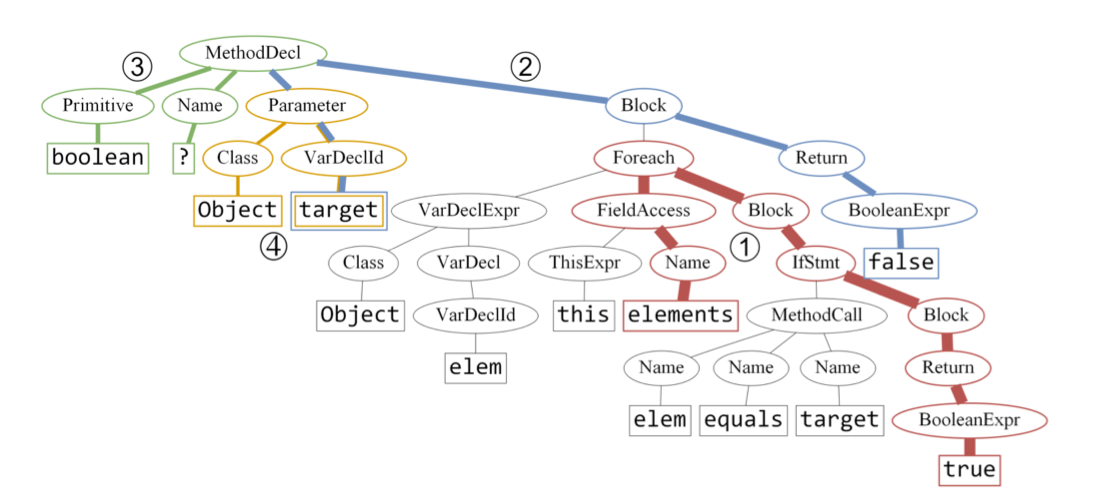 MethodDecl
③ ②
Primitive Name Parameter Block
boolean ? Class VarDeclId Foreach Return
Object target VarDeclExpr FieldAccess Block BooleanExpr
④ ①
Class VarDecl ThisExpr Name IfStmt false
Object VarDeclId this elements MethodCall Block
elem Name Name Name Return
elem equals target BooleanExpr
true